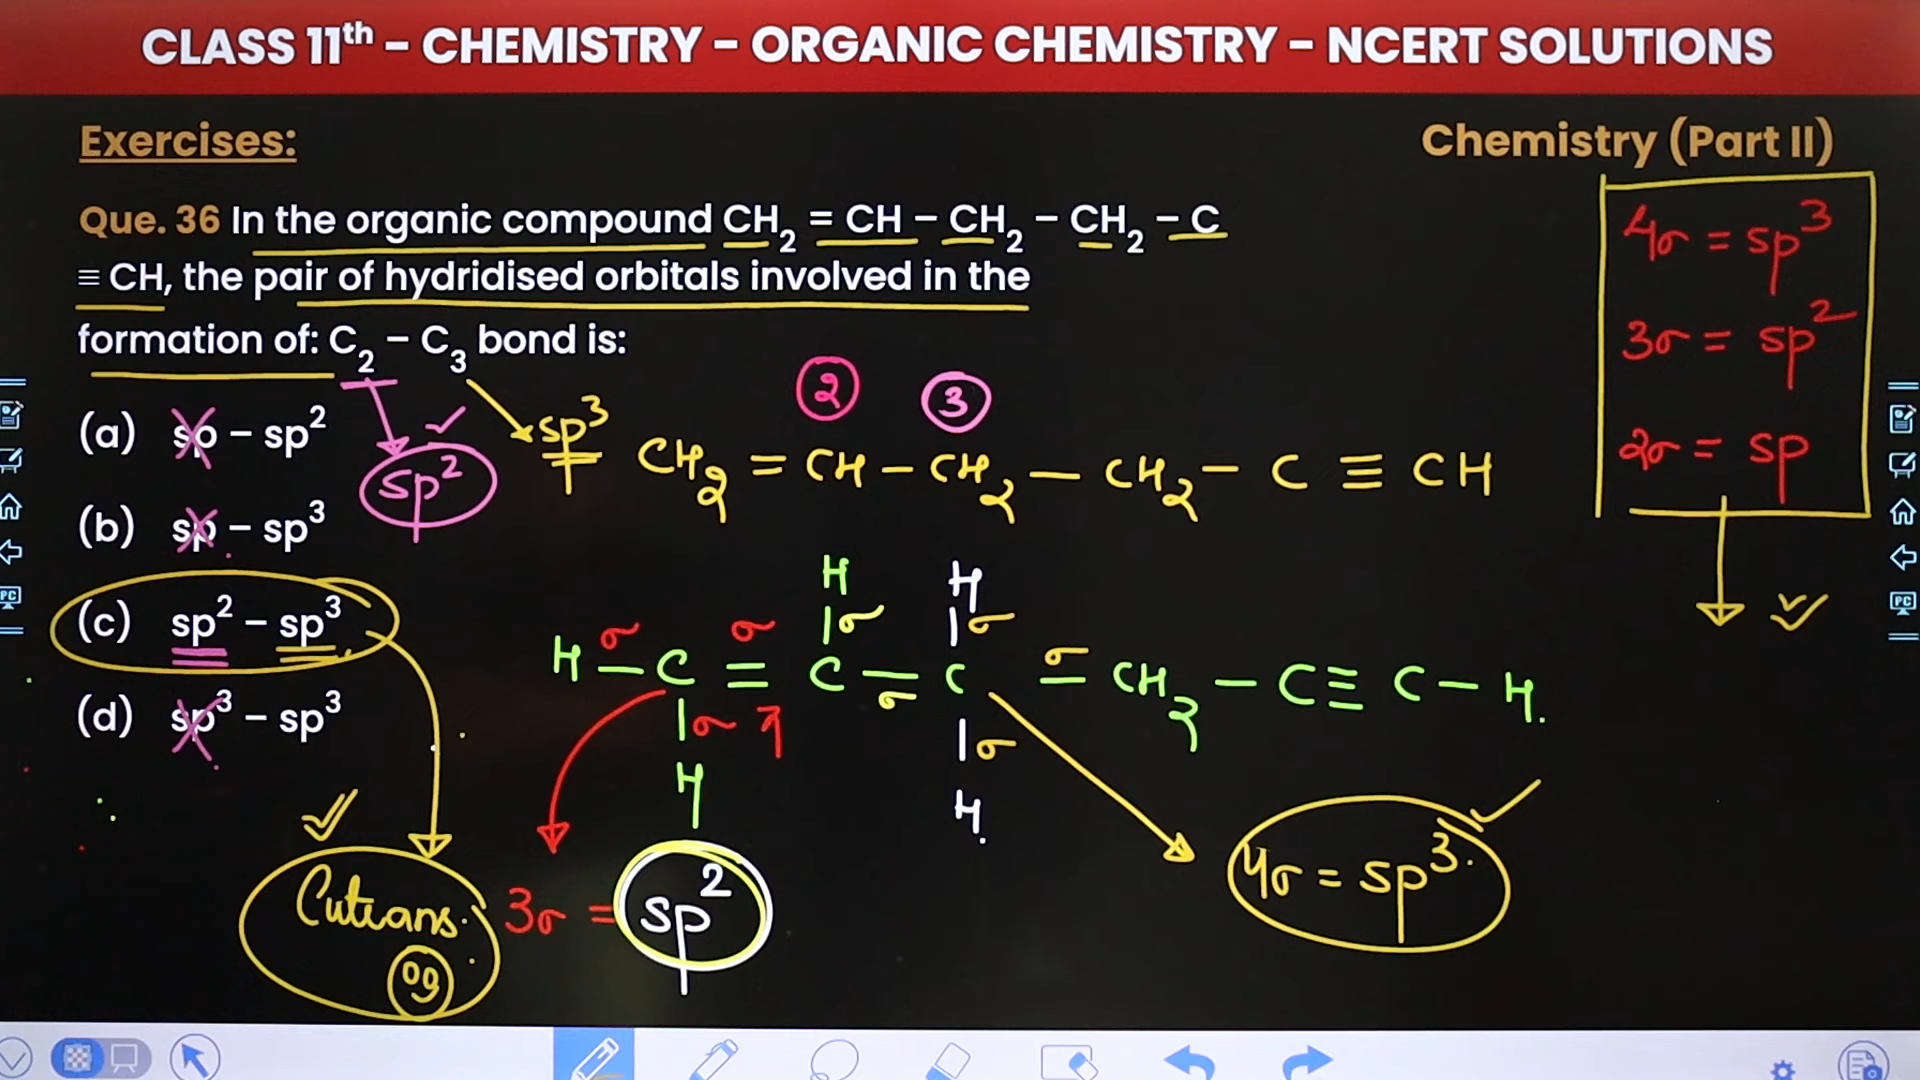 CLASS 11th – CHEMISTRY – ORGANIC CHEMISTRY – NCERT SOLUTIONS
Exercises:
Chemistry (Part II)
Que. 36 In the organic compound CH₂ = CH – CH₂ – CH₂ – C
≡ CH, the pair of hydridised orbitals involved in the
formation of: C₂ – C₃ bond is:
(a) sp – sp²
(b) sp – sp³
(c) sp² – sp³
(d) sp³ – sp³
sp²
sp³
2 3
CH₂ = CH – CH₂ – CH₂ – C ≡ CH
4σ = sp³
3σ = sp²
2σ = sp
H H
σ σ
σ σ σ
H – C = C – C – CH₂ – C ≡ C – H
σ
σ σ
H H
3σ = sp²
4σ = sp³
09
PC
PC